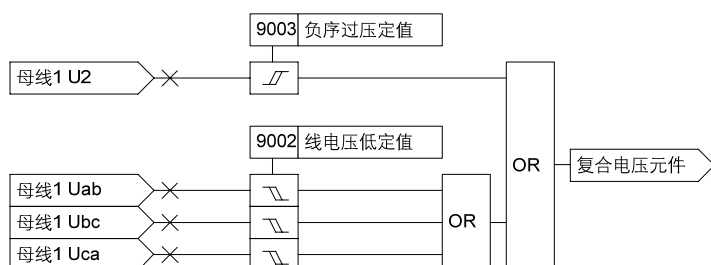 9003 负序过压定值
母线1 U2
9002 线电压低定值
OR
复合电压元件
母线1 Uab
母线1 Ubc
OR
母线1 Uca